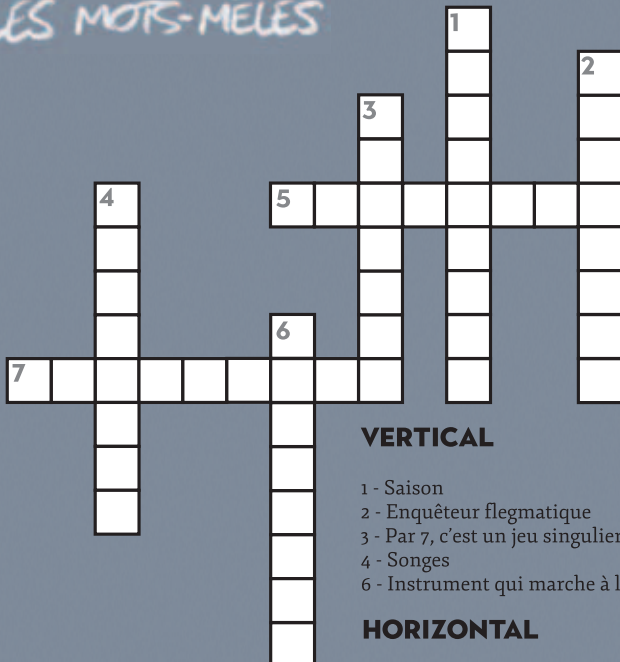 LES MOTS-MELES
1
2
3
4
5
6
7
VERTICAL
1 - Saison
2 - Enquêteur flegmatique
3 - Par 7, c'est un jeu singulier
4 - Songes
6 - Instrument qui marche à l
HORIZONTAL